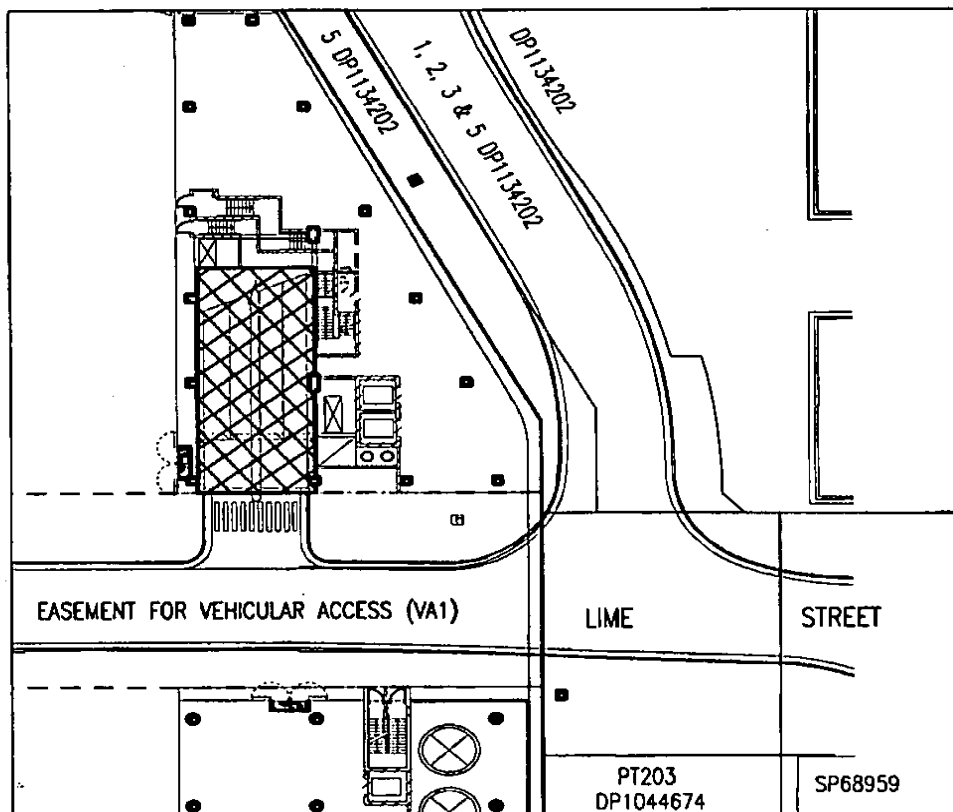 5 DP1134202
1, 2, 3 & 5 DP1134202
DP1134202
EASEMENT FOR VEHICULAR ACCESS (VA1)
LIME STREET
PT203
DP1044674
SP68959